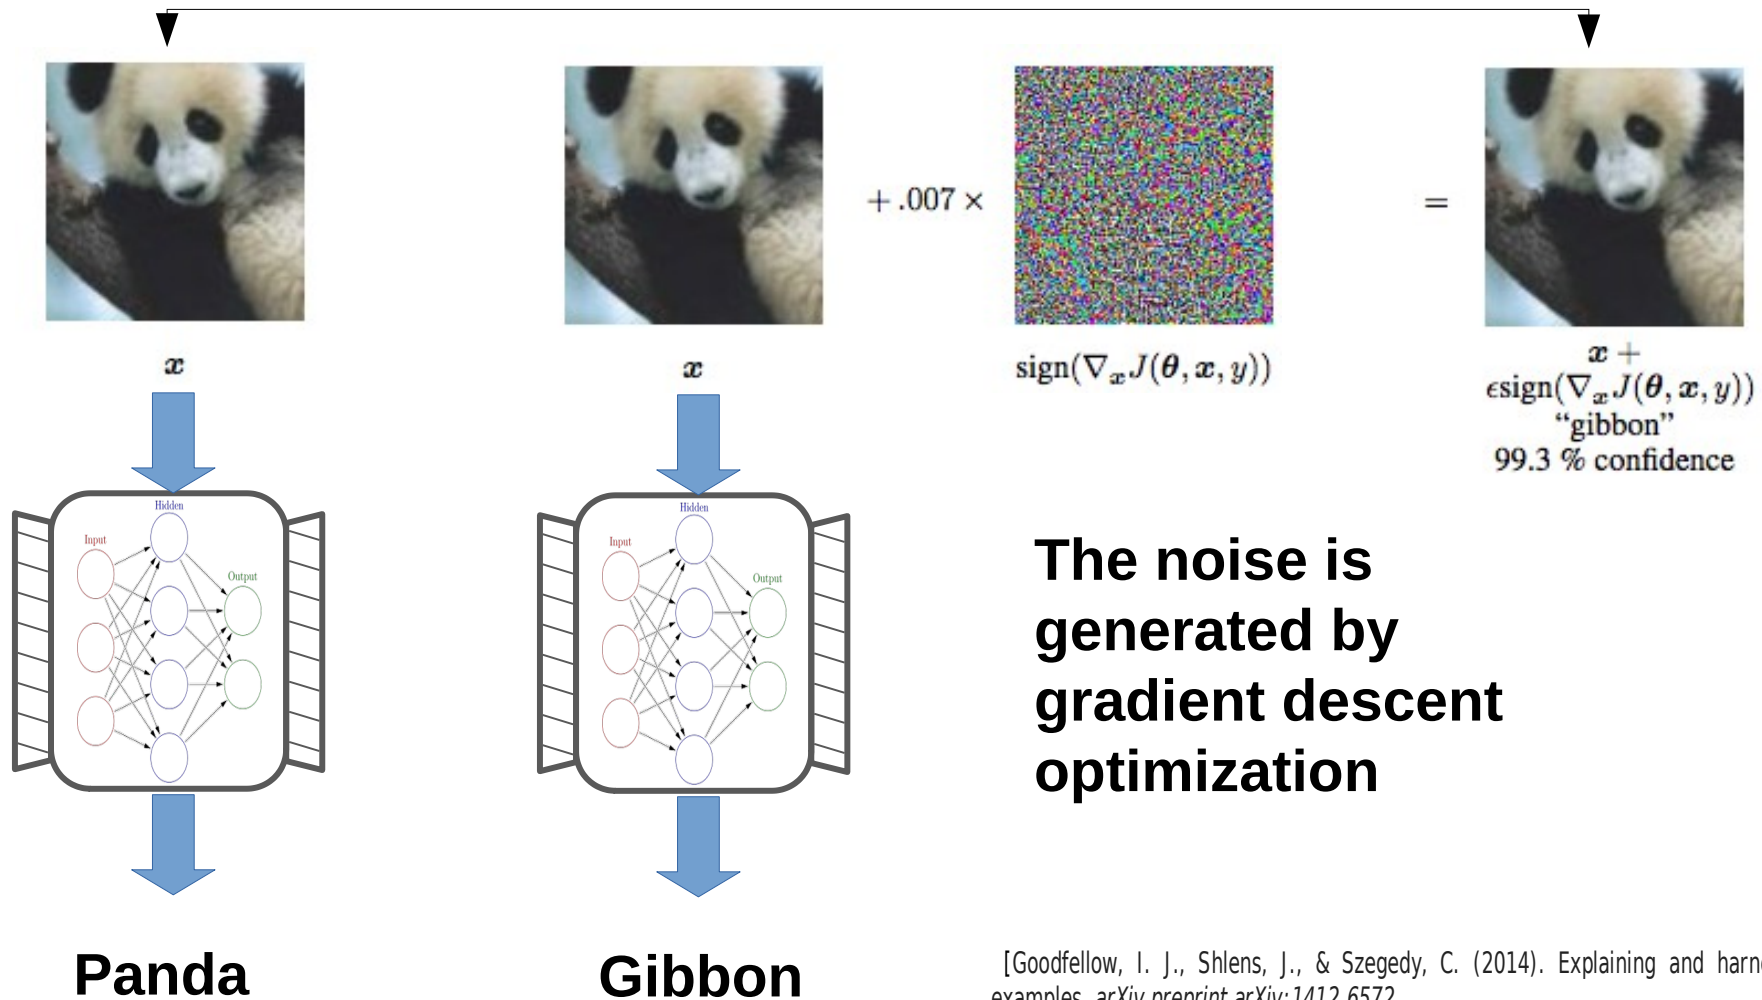 + .007 ×
=
x
x
sign(∇ₓJ(θ, x, y))
x +
ϵsign(∇ₓJ(θ, x, y))
“gibbon”
99.3 % confidence
Hidden
Input
Output
Hidden
Input
Output
The noise is
generated by
gradient descent
optimization
Panda
Gibbon
[Goodfellow, I. J., Shlens, J., & Szegedy, C. (2014). Explaining and harn
examples. arXiv preprint arXiv:1412.6572